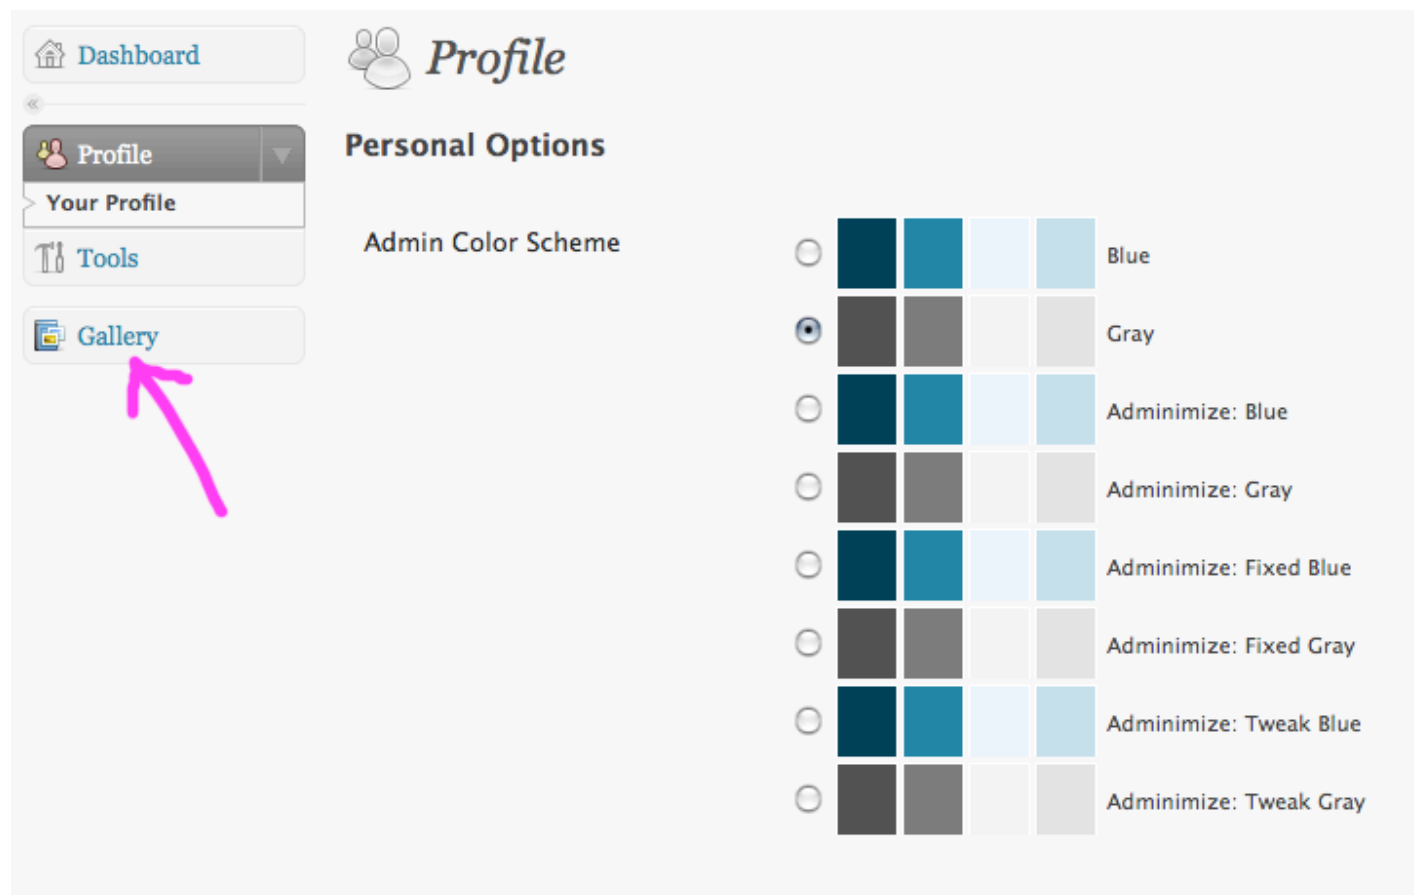 Dashboard
Profile
Your Profile
Tools
Gallery
Profile
Personal Options
Admin Color Scheme
Blue
Gray
Adminimize: Blue
Adminimize: Gray
Adminimize: Fixed Blue
Adminimize: Fixed Gray
Adminimize: Tweak Blue
Adminimize: Tweak Gray